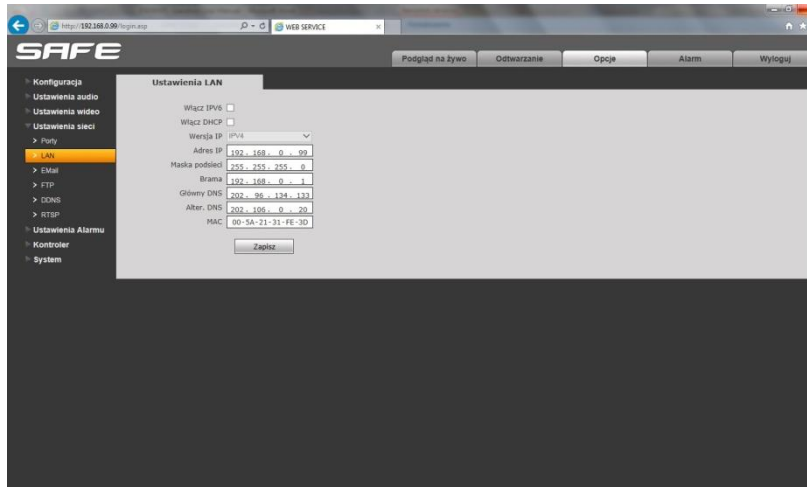 http://192.168.0.99/login.asp
WEB SERVICE
SAFE
Podgląd na żywo
Odtwarzanie
Opcje
Alarm
Wyloguj
Konfiguracja
Ustawienia audio
Ustawienia wideo
Ustawienia sieci
> Porty
> LAN
> EMail
> FTP
> DDNS
> RTSP
Ustawienia Alarmu
Kontroler
System
Ustawienia LAN
Włącz IPV6
Włącz DHCP
Wersja IP IPV4
Adres IP 192. 168. 0 . 99
Maska podsieci 255. 255. 255. 0
Brama 192. 168. 0 . 1
Główny DNS 202. 96 . 134. 133
Alter. DNS 202. 106. 0 . 20
MAC 00-5A-21-31-FE-3D
Zapisz